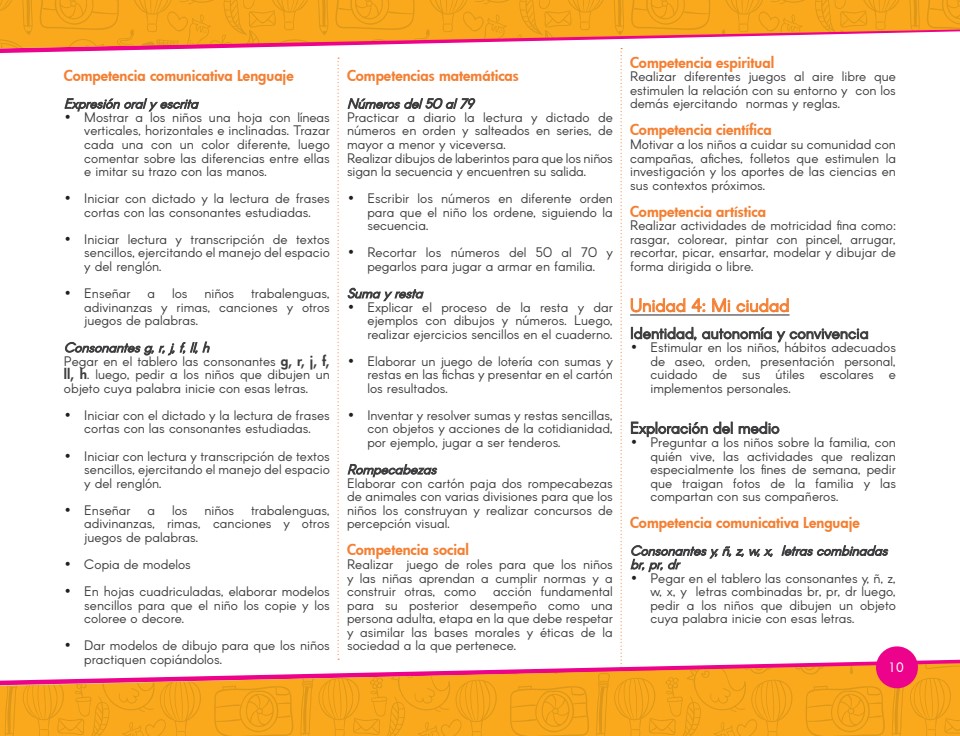 Competencia comunicativa Lenguaje
Expresión oral y escrita
• Mostrar a los niños una hoja con líneas
verticales, horizontales e inclinadas. Trazar
cada una con un color diferente, luego
comentar sobre las diferencias entre ellas
e imitar su trazo con las manos.
• Iniciar con dictado y la lectura de frases
cortas con las consonantes estudiadas.
• Iniciar lectura y transcripción de textos
sencillos, ejercitando el manejo del espacio
y del renglón.
• Enseñar a los niños trabalenguas,
adivinanzas y rimas, canciones y otros
juegos de palabras.
Consonantes g, r, j, f, ll, h
Pegar en el tablero las consonantes g, r, j, f,
ll, h. luego, pedir a los niños que dibujen un
objeto cuya palabra inicie con esas letras.
• Iniciar con el dictado y la lectura de frases
cortas con las consonantes estudiadas.
• Iniciar con lectura y transcripción de textos
sencillos, ejercitando el manejo del espacio
y del renglón.
• Enseñar a los niños trabalenguas,
adivinanzas, rimas, canciones y otros
juegos de palabras.
• Copia de modelos
• En hojas cuadriculadas, elaborar modelos
sencillos para que el niño los copie y los
coloree o decore.
• Dar modelos de dibujo para que los niños
practiquen copiándolos.
Competencias matemáticas
Números del 50 al 79
Practicar a diario la lectura y dictado de
números en orden y salteados en series, de
mayor a menor y viceversa.
Realizar dibujos de laberintos para que los niños
sigan la secuencia y encuentren su salida.
• Escribir los números en diferente orden
para que el niño los ordene, siguiendo la
secuencia.
• Recortar los números del 50 al 70 y
pegarlos para jugar a armar en familia.
Suma y resta
• Explicar el proceso de la resta y dar
ejemplos con dibujos y números. Luego,
realizar ejercicios sencillos en el cuaderno.
• Elaborar un juego de lotería con sumas y
restas en las fichas y presentar en el cartón
los resultados.
• Inventar y resolver sumas y restas sencillas,
con objetos y acciones de la cotidianidad,
por ejemplo, jugar a ser tenderos.
Rompecabezas
Elaborar con cartón paja dos rompecabezas
de animales con varias divisiones para que los
niños los construyan y realizar concursos de
percepción visual.
Competencia social
Realizar juego de roles para que los niños
y las niñas aprendan a cumplir normas y a
construir otras, como acción fundamental
para su posterior desempeño como una
persona adulta, etapa en la que debe respetar
y asimilar las bases morales y éticas de la
sociedad a la que pertenece.
Competencia espiritual
Realizar diferentes juegos al aire libre que
estimulen la relación con su entorno y con los
demás ejercitando normas y reglas.
Competencia científica
Motivar a los niños a cuidar su comunidad con
campañas, afiches, folletos que estimulen la
investigación y los aportes de las ciencias en
sus contextos próximos.
Competencia artística
Realizar actividades de motricidad fina como:
rasgar, colorear, pintar con pincel, arrugar,
recortar, picar, ensartar, modelar y dibujar de
forma dirigida o libre.
Unidad 4: Mi ciudad
Identidad, autonomía y convivencia
• Estimular en los niños, hábitos adecuados
de aseo, orden, presentación personal,
cuidado de sus útiles escolares e
implementos personales.
Exploración del medio
• Preguntar a los niños sobre la familia, con
quién vive, las actividades que realizan
especialmente los fines de semana, pedir
que traigan fotos de la familia y las
compartan con sus compañeros.
Competencia comunicativa Lenguaje
Consonantes y, ñ, z, w, x, letras combinadas
br, pr, dr
• Pegar en el tablero las consonantes y, ñ, z,
w, x, y letras combinadas br, pr, dr luego,
pedir a los niños que dibujen un objeto
cuya palabra inicie con esas letras.
10